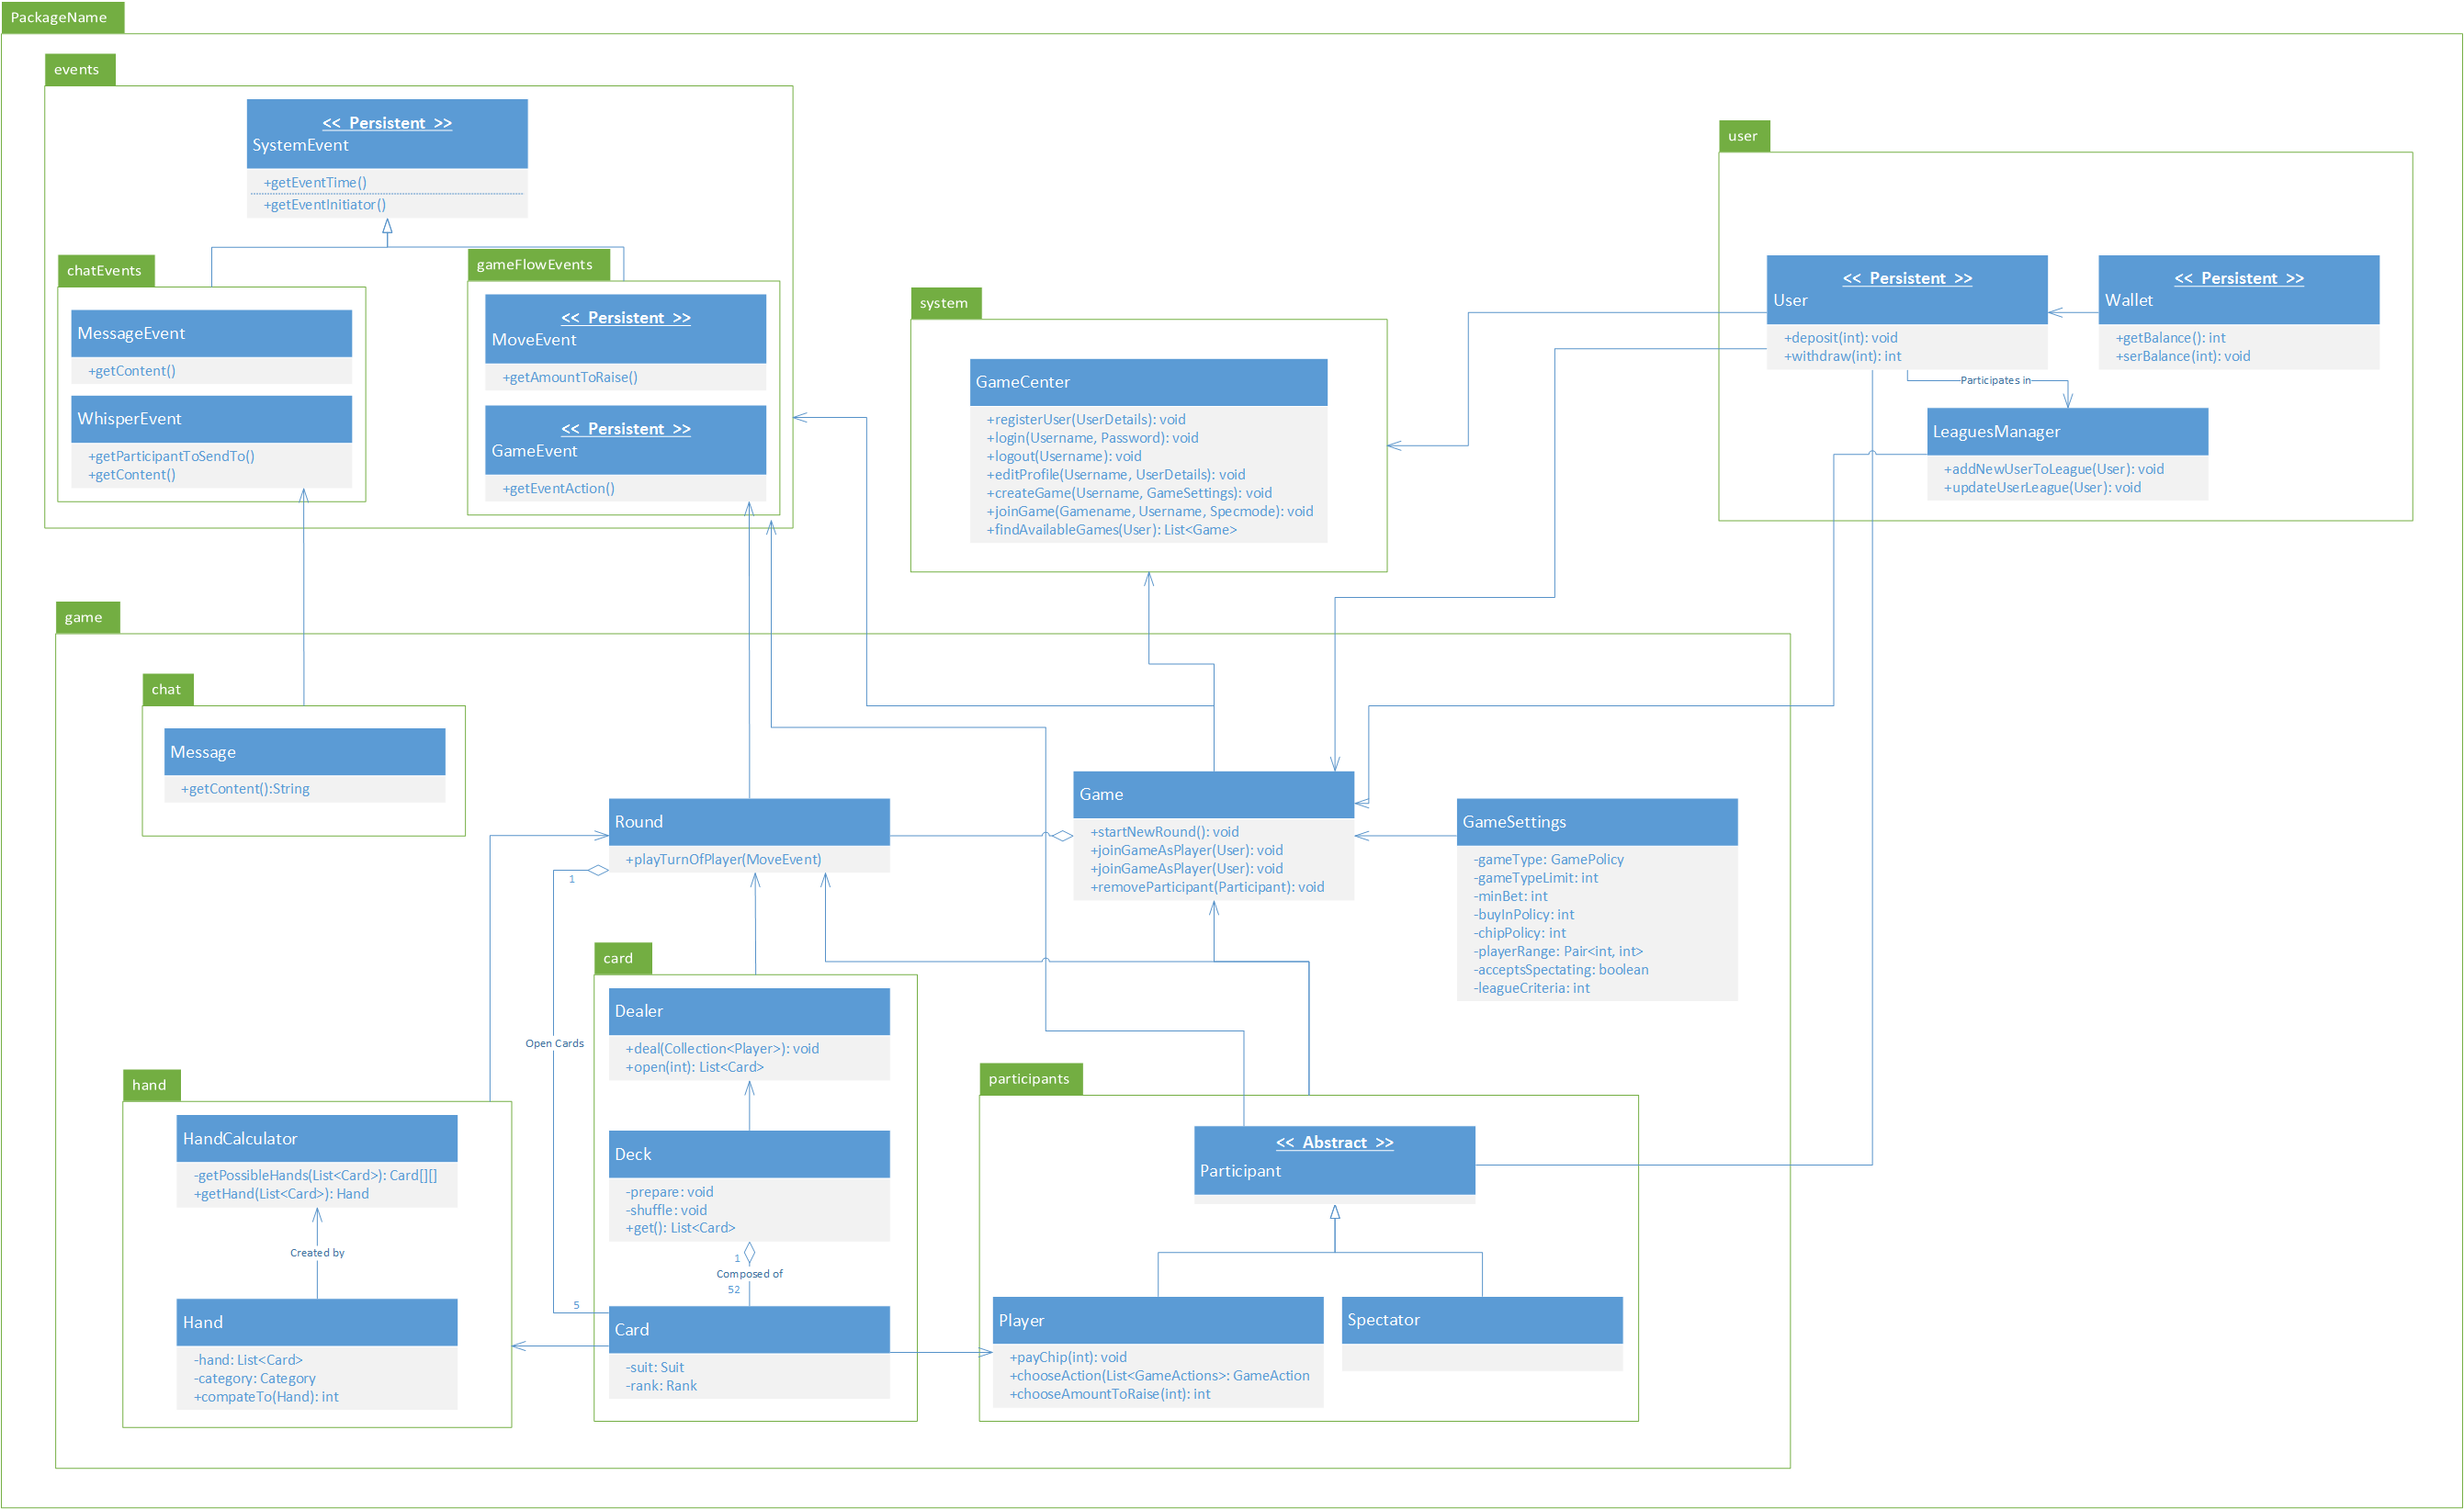 PackageName
events
<< Persistent >>
SystemEvent
+getEventTime()
+getEventInitiator()
chatEvents
MessageEvent
+getContent()
WhisperEvent
+getParticipantToSendTo()
+getContent()
gameFlowEvents
<< Persistent >>
MoveEvent
+getAmountToRaise()
<< Persistent >>
GameEvent
+getEventAction()
system
GameCenter
+registerUser(UserDetails): void
+login(Username, Password): void
+logout(Username): void
+editProfile(Username, UserDetails): void
+createGame(Username, GameSettings): void
+joinGame(Gamename, Username, Specmode): void
+findAvailableGames(User): List<Game>
user
<< Persistent >>
User
+deposit(int): void
+withdraw(int): int
<< Persistent >>
Wallet
+getBalance(): int
+serBalance(int): void
Participates in
LeaguesManager
+addNewUserToLeague(User): void
+updateUserLeague(User): void
game
chat
Message
+getContent():String
Round
+playTurnOfPlayer(MoveEvent)
1
Open Cards
5
Game
+startNewRound(): void
+joinGameAsPlayer(User): void
+joinGameAsPlayer(User): void
+removeParticipant(Participant): void
GameSettings
-gameType: GamePolicy
-gameTypeLimit: int
-minBet: int
-buyInPolicy: int
-chipPolicy: int
-playerRange: Pair<int, int>
-acceptsSpectating: boolean
-leagueCriteria: int
hand
HandCalculator
-getPossibleHands(List<Card>): Card[][]
+getHand(List<Card>): Hand
Created by
Hand
-hand: List<Card>
-category: Category
+compateTo(Hand): int
card
Dealer
+deal(Collection<Player>): void
+open(int): List<Card>
Deck
-prepare: void
-shuffle: void
+get(): List<Card>
1
Composed of
52
Card
-suit: Suit
-rank: Rank
participants
<< Abstract >>
Participant
Player
+payChip(int): void
+chooseAction(List<GameActions>: GameAction
+chooseAmountToRaise(int): int
Spectator